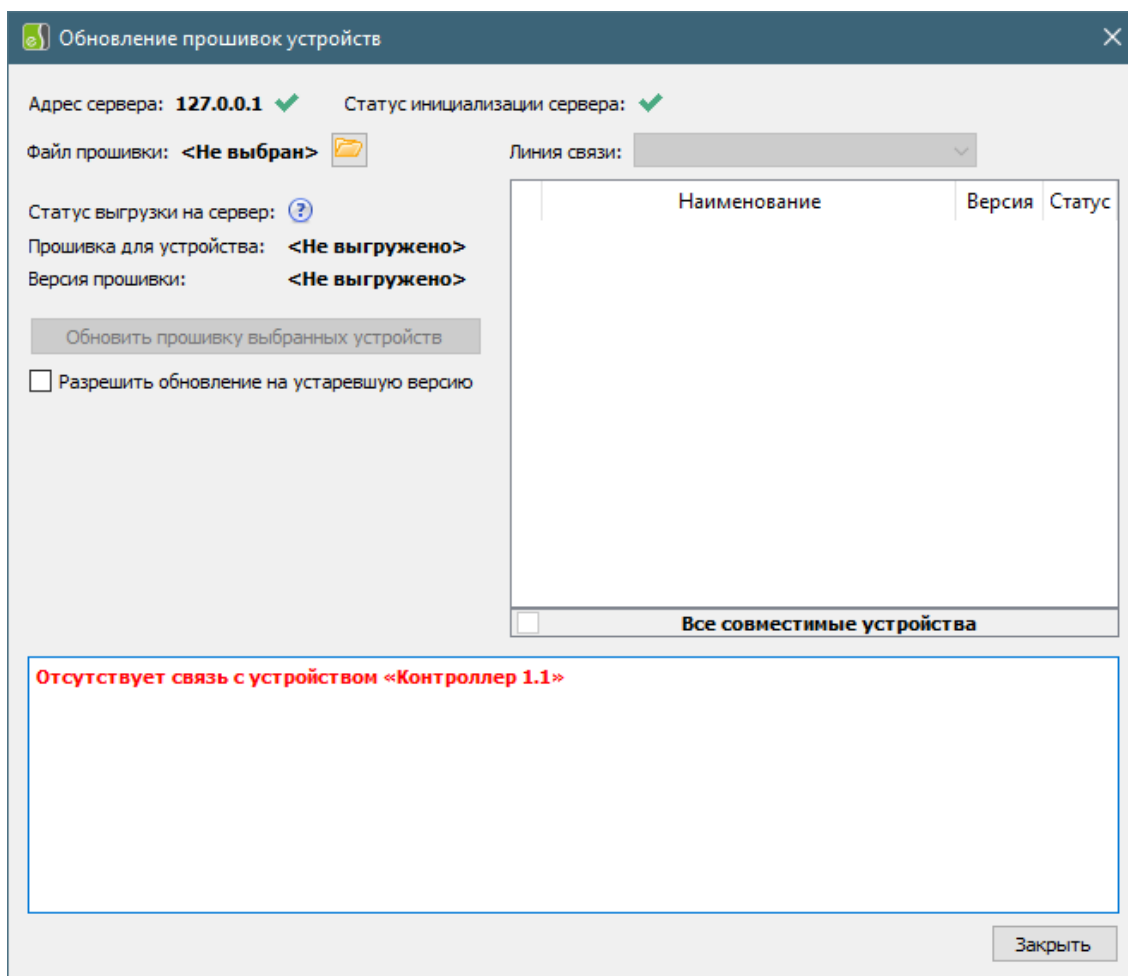 Обновление прошивок устройств
Адрес сервера: 127.0.0.1 Статус инициализации сервера:
Файл прошивки: <Не выбран> Линия связи:
Наименование Версия Статус
Статус выгрузки на сервер:
Прошивка для устройства: <Не выгружено>
Версия прошивки: <Не выгружено>
Обновить прошивку выбранных устройств
Разрешить обновление на устаревшую версию
Все совместимые устройства
Отсутствует связь с устройством «Контроллер 1.1»
Закрыть